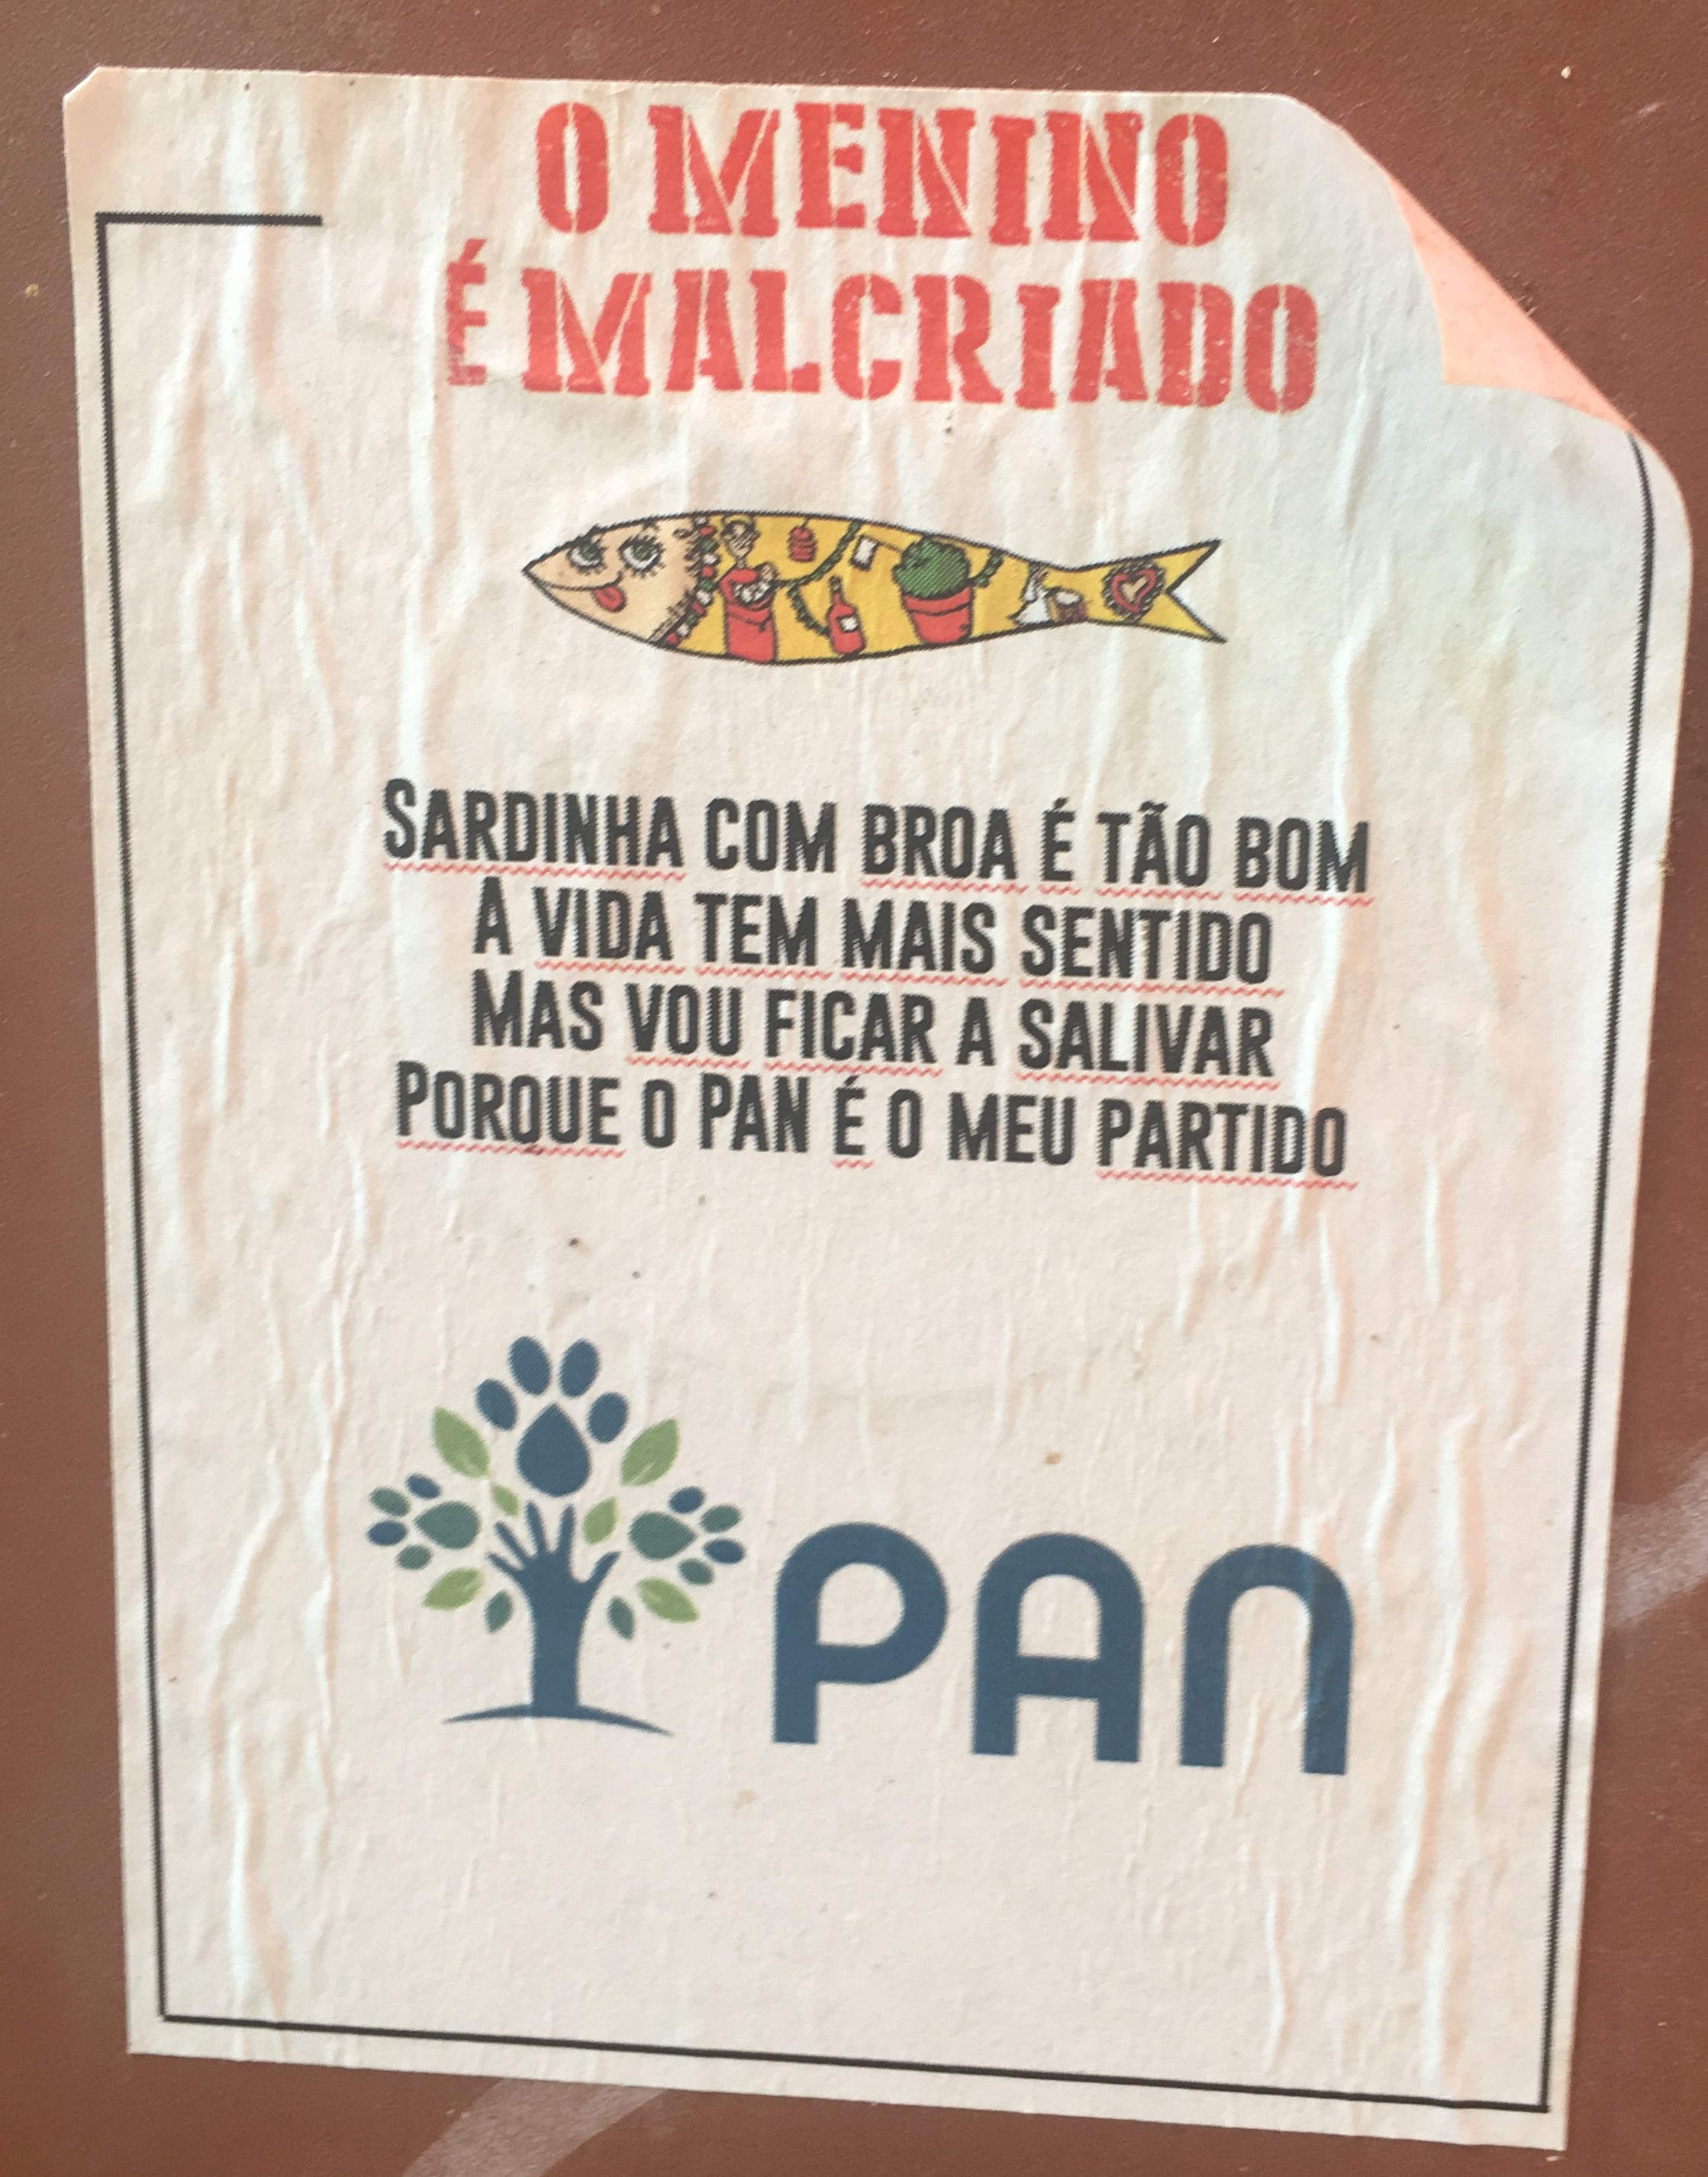 O MENINO
É MALCRIADO
SARDINHA COM BROA É TÃO BOM
A VIDA TEM MAIS SENTIDO
MAS VOU FICAR A SALIVAR
PORQUE O PAN É O MEU PARTIDO
PAN